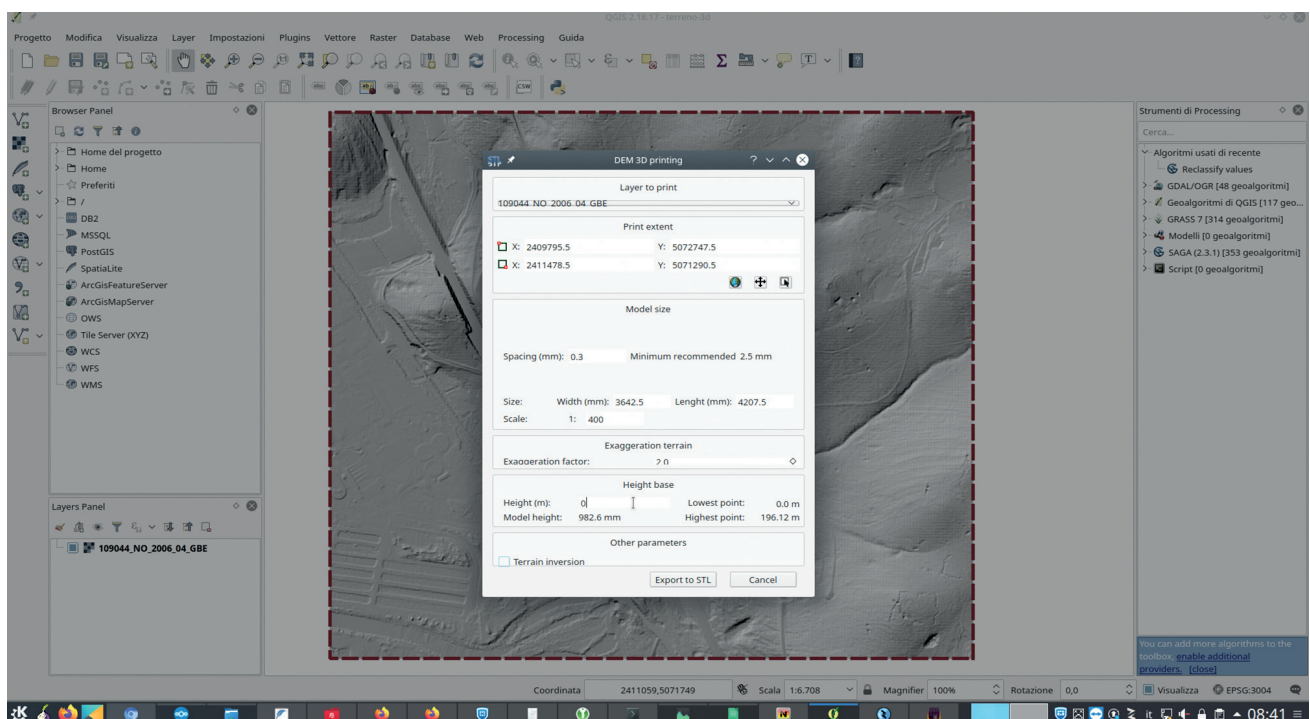 QGIS 2.18.17 - terreno-3d
Progetto Modifica Visualizza Layer Impostazioni Plugins Vettore Raster Database Web Processing Guida
CSW
Browser Panel
Home del progetto
Home
Preferiti
/
DB2
MSSQL
PostGIS
SpatiaLite
ArcGisFeatureServer
ArcGisMapServer
OWS
Tile Server (XYZ)
WCS
WFS
WMS
Layers Panel
109044_NO_2006_04_GBE
STL
DEM 3D printing
Layer to print
109044_NO_2006_04_GBE
Print extent
X: 2409795.5 Y: 5072747.5
X: 2411478.5 Y: 5071290.5
Model size
Spacing (mm): 0.3 Minimum recommended 2.5 mm
Size: Width (mm): 3642.5 Lenght (mm): 4207.5
Scale: 1: 400
Exaggeration terrain
Exaggeration factor: 2.0
Height base
Height (m): 0 Lowest point: 0.0 m
Model height: 982.6 mm Highest point: 196.12 m
Other parameters
Terrain inversion
Export to STL Cancel
Strumenti di Processing
Cerca...
Algoritmi usati di recente
Reclassify values
GDAL/OGR [48 geoalgoritmi]
Geoalgoritmi di QGIS [117 geo...
GRASS 7 [314 geoalgoritmi]
Modelli [0 geoalgoritmi]
SAGA (2.3.1) [353 geoalgoritmi]
Script [0 geoalgoritmi]
You can add more algorithms to the
toolbox, enable additional
providers. [close]
Coordinata 2411059,5071749 Scala 1:6.708 Magnifier 100% Rotazione 0,0 Visualizza EPSG:3004
it 08:41